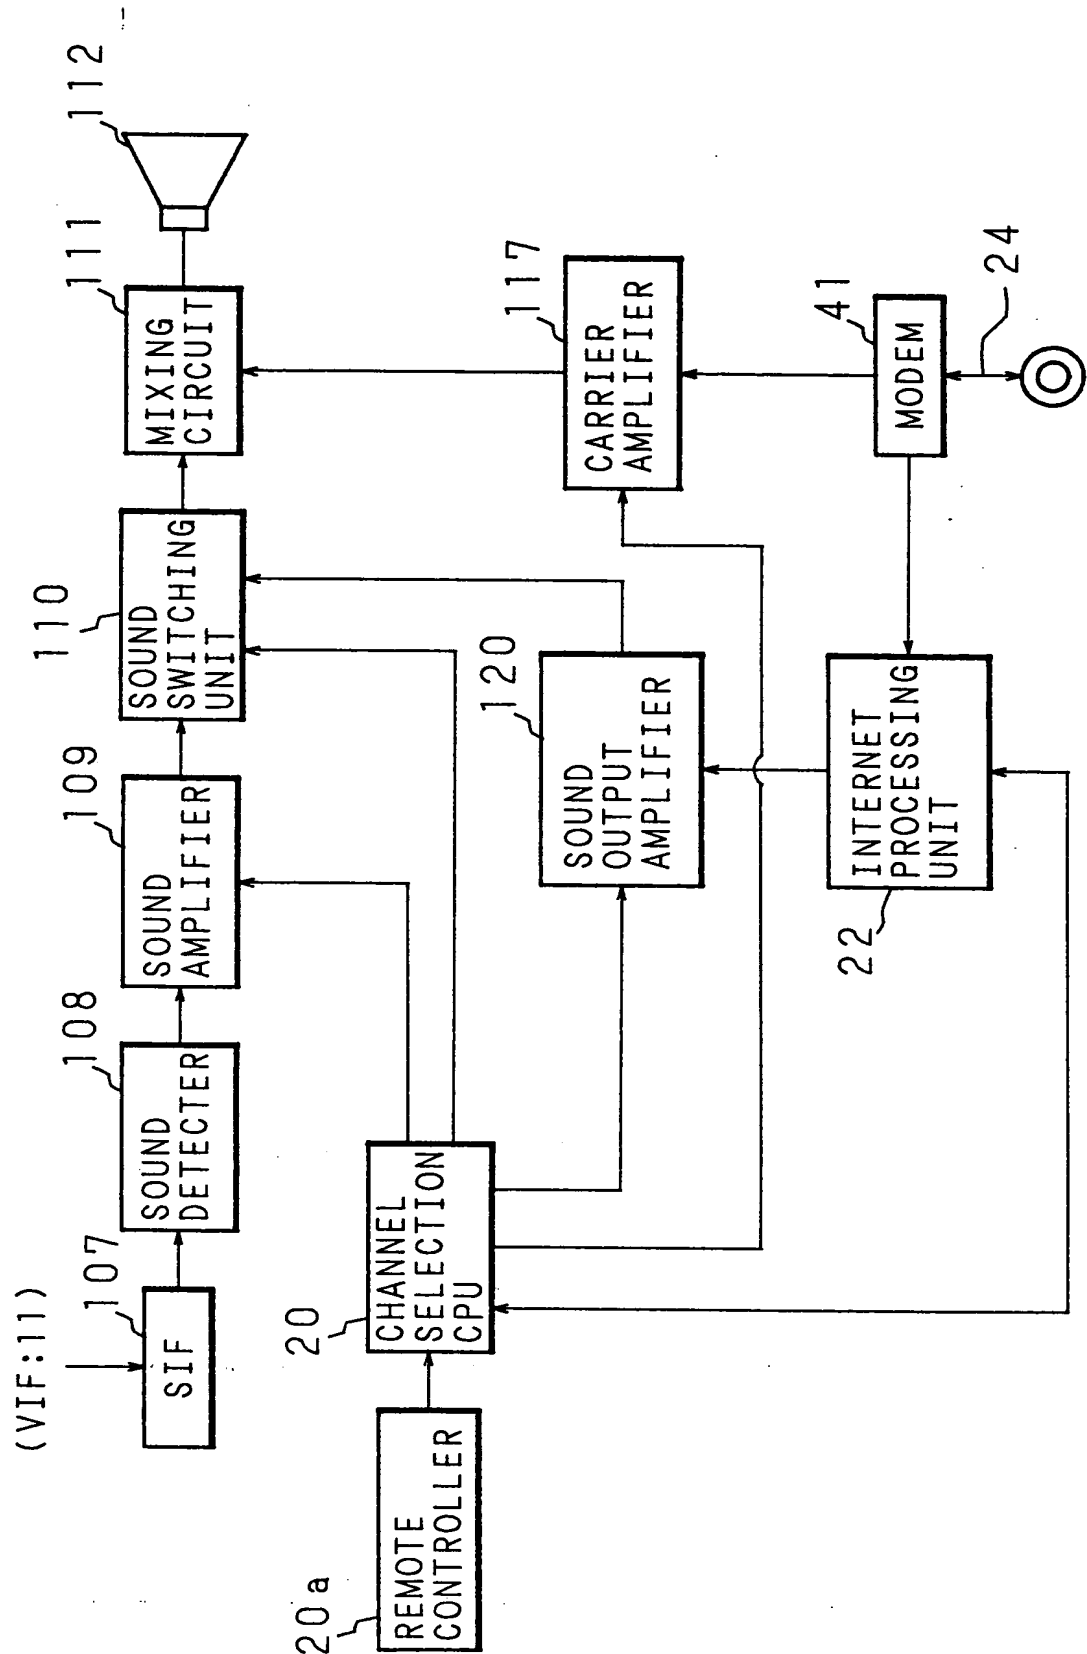 (VIF:11)
107
SIF
108
SOUND
DETECTER
109
SOUND
AMPLIFIER
110
SOUND
SWITCHING
UNIT
111
MIXING
CIRCUIT
112
20a
REMOTE
CONTROLLER
20
CHANNEL
SELECTION
CPU
120
SOUND
OUTPUT
AMPLIFIER
117
CARRIER
AMPLIFIER
22
INTERNET
PROCESSING
UNIT
41
MODEM
24